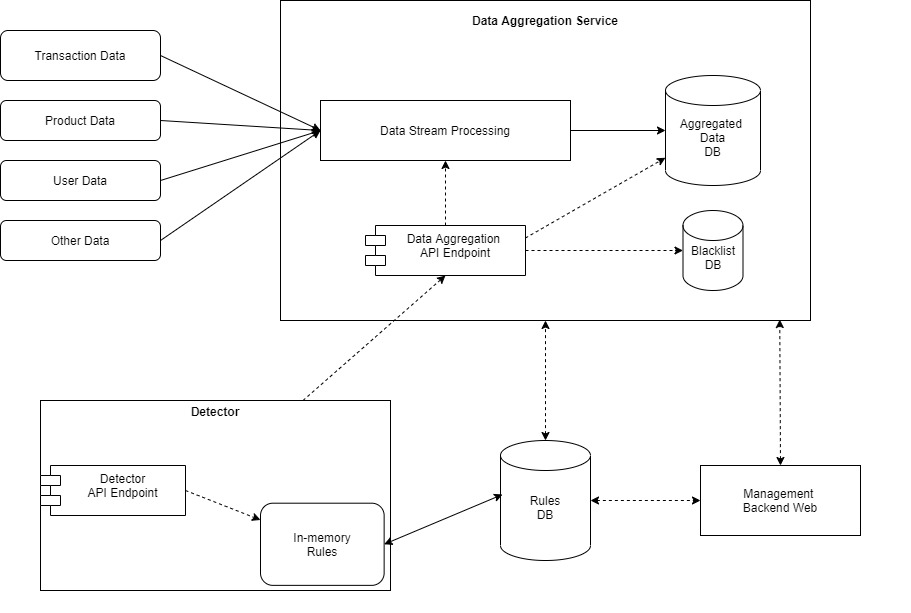 Data Aggregation Service
Transaction Data
Product Data
User Data
Other Data
Data Stream Processing
Aggregated
Data
DB
Data Aggregation
API Endpoint
Blacklist
DB
Detector
Detector
API Endpoint
In-memory
Rules
Rules
DB
Management
Backend Web